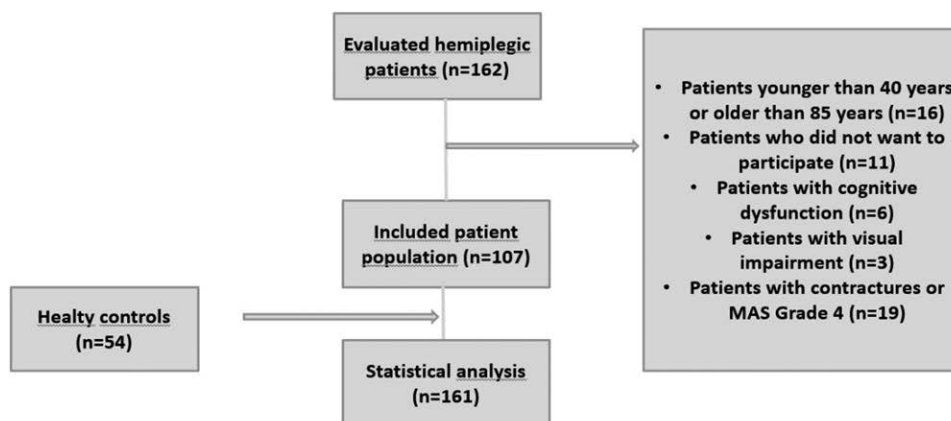 Evaluated hemiplegic
patients (n=162)
• Patients younger than 40 years
or older than 85 years (n=16)
• Patients who did not want to
participate (n=11)
• Patients with cognitive
dysfunction (n=6)
• Patients with visual
impairment (n=3)
• Patients with contractures or
MAS Grade 4 (n=19)
Included patient
population (n=107)
Healty controls
(n=54)
Statistical analysis
(n=161)